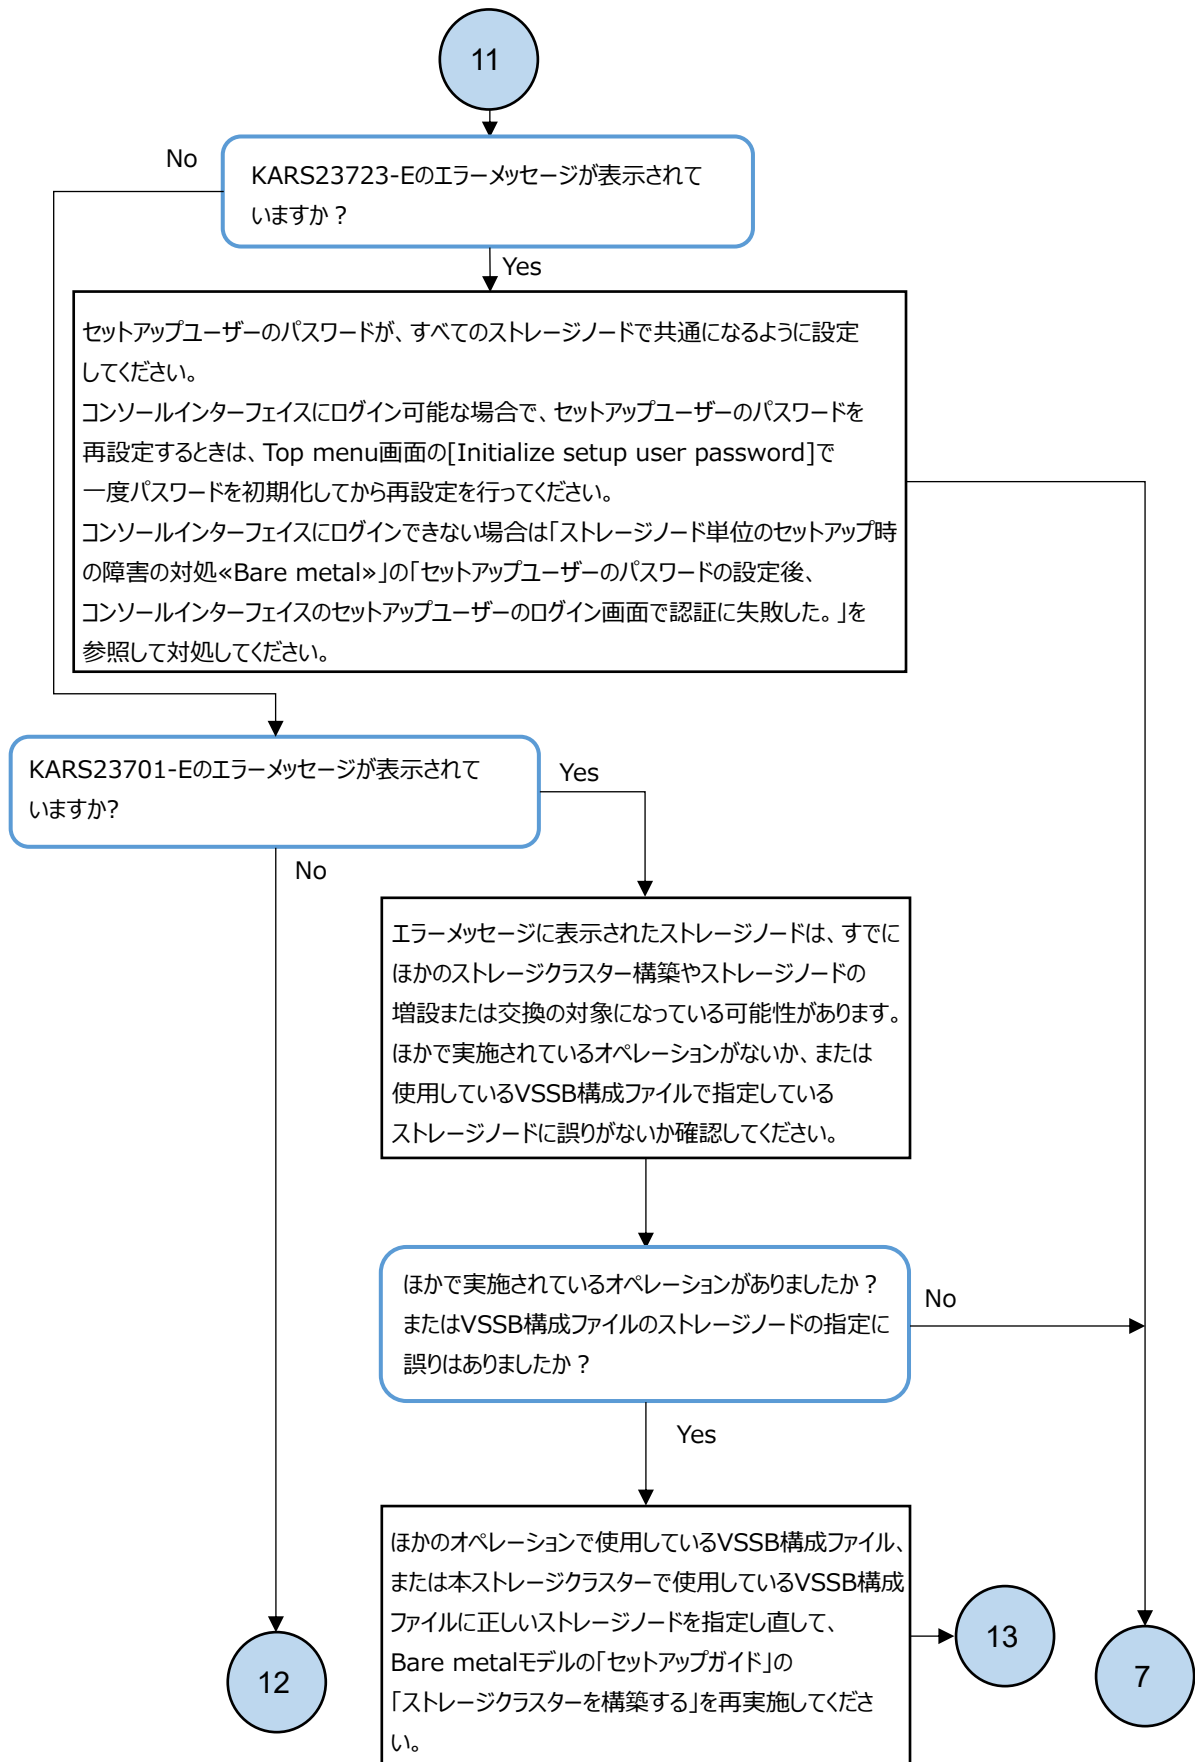 11
No
KARS23723-Eのエラーメッセージが表示されて
いますか？
Yes
セットアップユーザーのパスワードが、すべてのストレージノードで共通になるように設定
してください。
コンソールインターフェイスにログイン可能な場合で、セットアップユーザーのパスワードを
再設定するときは、Top menu画面の[Initialize setup user password]で
一度パスワードを初期化してから再設定を行ってください。
コンソールインターフェイスにログインできない場合は「ストレージノード単位のセットアップ時
の障害の対処«Bare metal»」の「セットアップユーザーのパスワードの設定後、
コンソールインターフェイスのセットアップユーザーのログイン画面で認証に失敗した。」を
参照して対処してください。
KARS23701-Eのエラーメッセージが表示されて
いますか?
Yes
No
エラーメッセージに表示されたストレージノードは、すでに
ほかのストレージクラスター構築やストレージノードの
増設または交換の対象になっている可能性があります。
ほかで実施されているオペレーションがないか、または
使用しているVSSB構成ファイルで指定している
ストレージノードに誤りがないか確認してください。
ほかで実施されているオペレーションがありましたか？
またはVSSB構成ファイルのストレージノードの指定に
誤りはありましたか？
No
Yes
ほかのオペレーションで使用しているVSSB構成ファイル、
または本ストレージクラスターで使用しているVSSB構成
ファイルに正しいストレージノードを指定し直して、
Bare metalモデルの「セットアップガイド」の
「ストレージクラスターを構築する」を再実施してくださ
い。
12
13
7